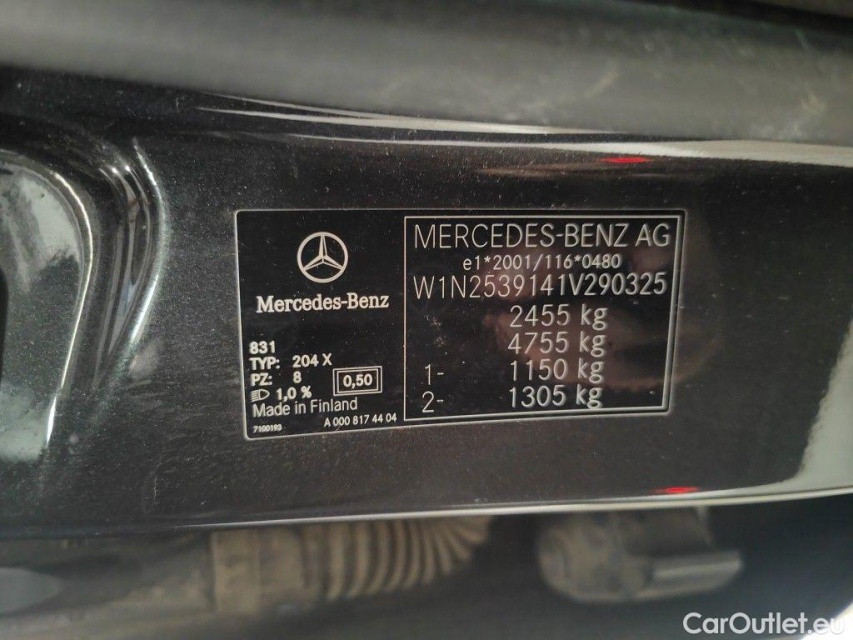 Mercedes-Benz
831
TYP: 204 X
PZ: 8
1,0 %
0,50
Made in Finland
7100193
A 000 817 44 04
MERCEDES-BENZ AG
e1*2001/116*0480
W1N2539141V290325
2455 kg
4755 kg
1- 1150 kg
2- 1305 kg
CarOutlet.eu